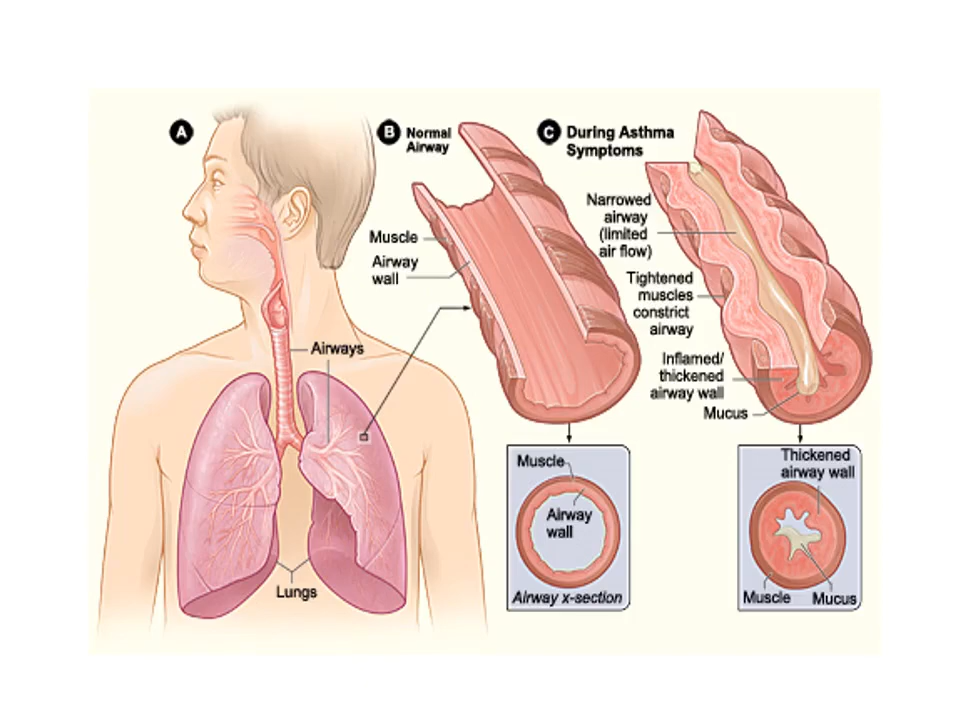 A
Airways
Lungs
B Normal
Airway
Muscle
Airway
wall
Muscle
Airway
wall
Airway x-section
C During Asthma
Symptoms
Narrowed
airway
(limited
air flow)
Tightened
muscles
constrict
airway
Inflamed/
thickened
airway wall
Mucus
Thickened
airway wall
Muscle
Mucus